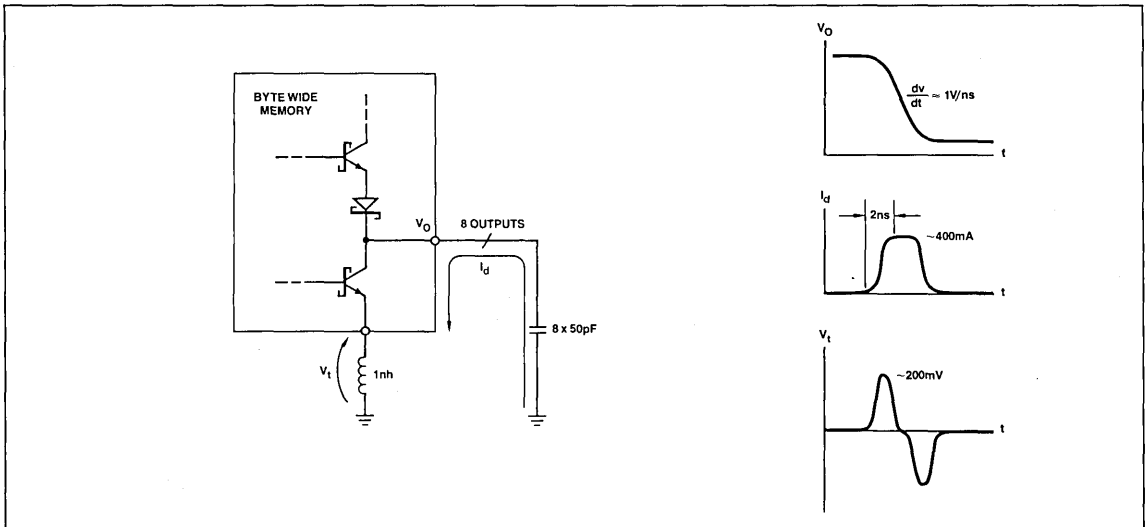 BYTE WIDE
MEMORY
V_O
8 OUTPUTS
I_d
8 x 50pF
V_t
1nh
V_O
dv/dt ≈ 1V/ns
t
I_d
2ns
~400mA
t
V_t
~200mV
t